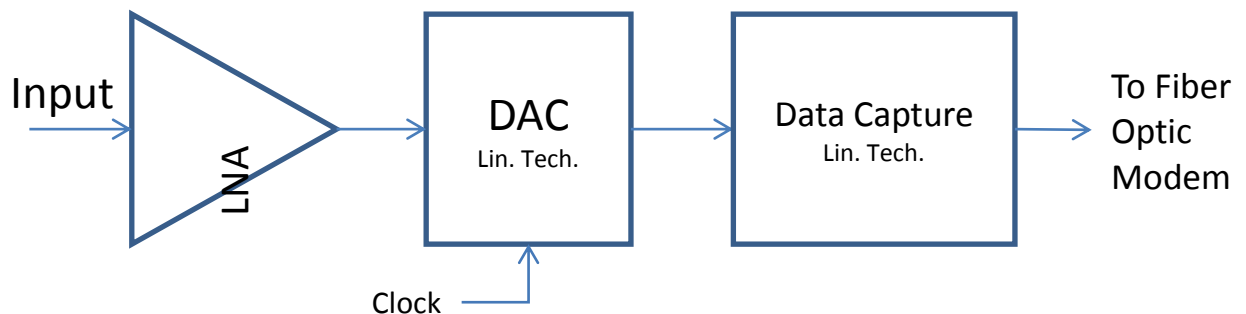 Input
LNA
DAC
Lin. Tech.
Data Capture
Lin. Tech.
To Fiber
Optic
Modem
Clock